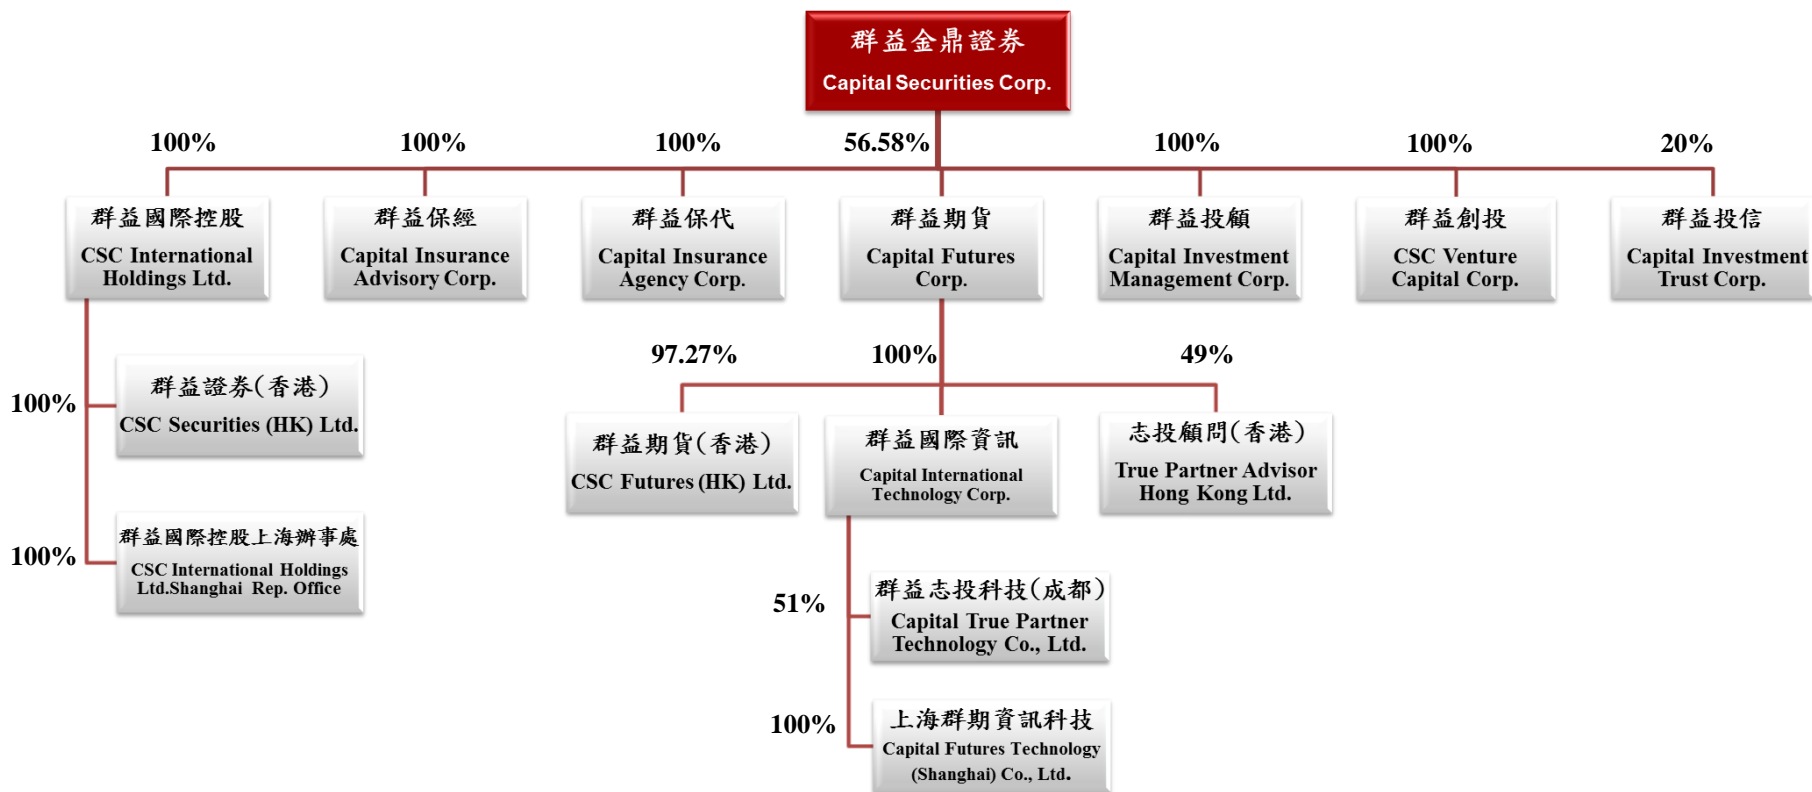 群益金鼎證券
Capital Securities Corp.
100%
100%
100%
56.58%
100%
100%
20%
群益國際控股
CSC International
Holdings Ltd.
群益保經
Capital Insurance
Advisory Corp.
群益保代
Capital Insurance
Agency Corp.
群益期貨
Capital Futures
Corp.
群益投顧
Capital Investment
Management Corp.
群益創投
CSC Venture
Capital Corp.
群益投信
Capital Investment
Trust Corp.
100%
群益證券(香港)
CSC Securities (HK) Ltd.
100%
群益國際控股上海辦事處
CSC International Holdings
Ltd.Shanghai Rep. Office
97.27%
100%
49%
群益期貨(香港)
CSC Futures (HK) Ltd.
群益國際資訊
Capital International
Technology Corp.
志投顧問(香港)
True Partner Advisor
Hong Kong Ltd.
51%
群益志投科技(成都)
Capital True Partner
Technology Co., Ltd.
100%
上海群期資訊科技
Capital Futures Technology
(Shanghai) Co., Ltd.